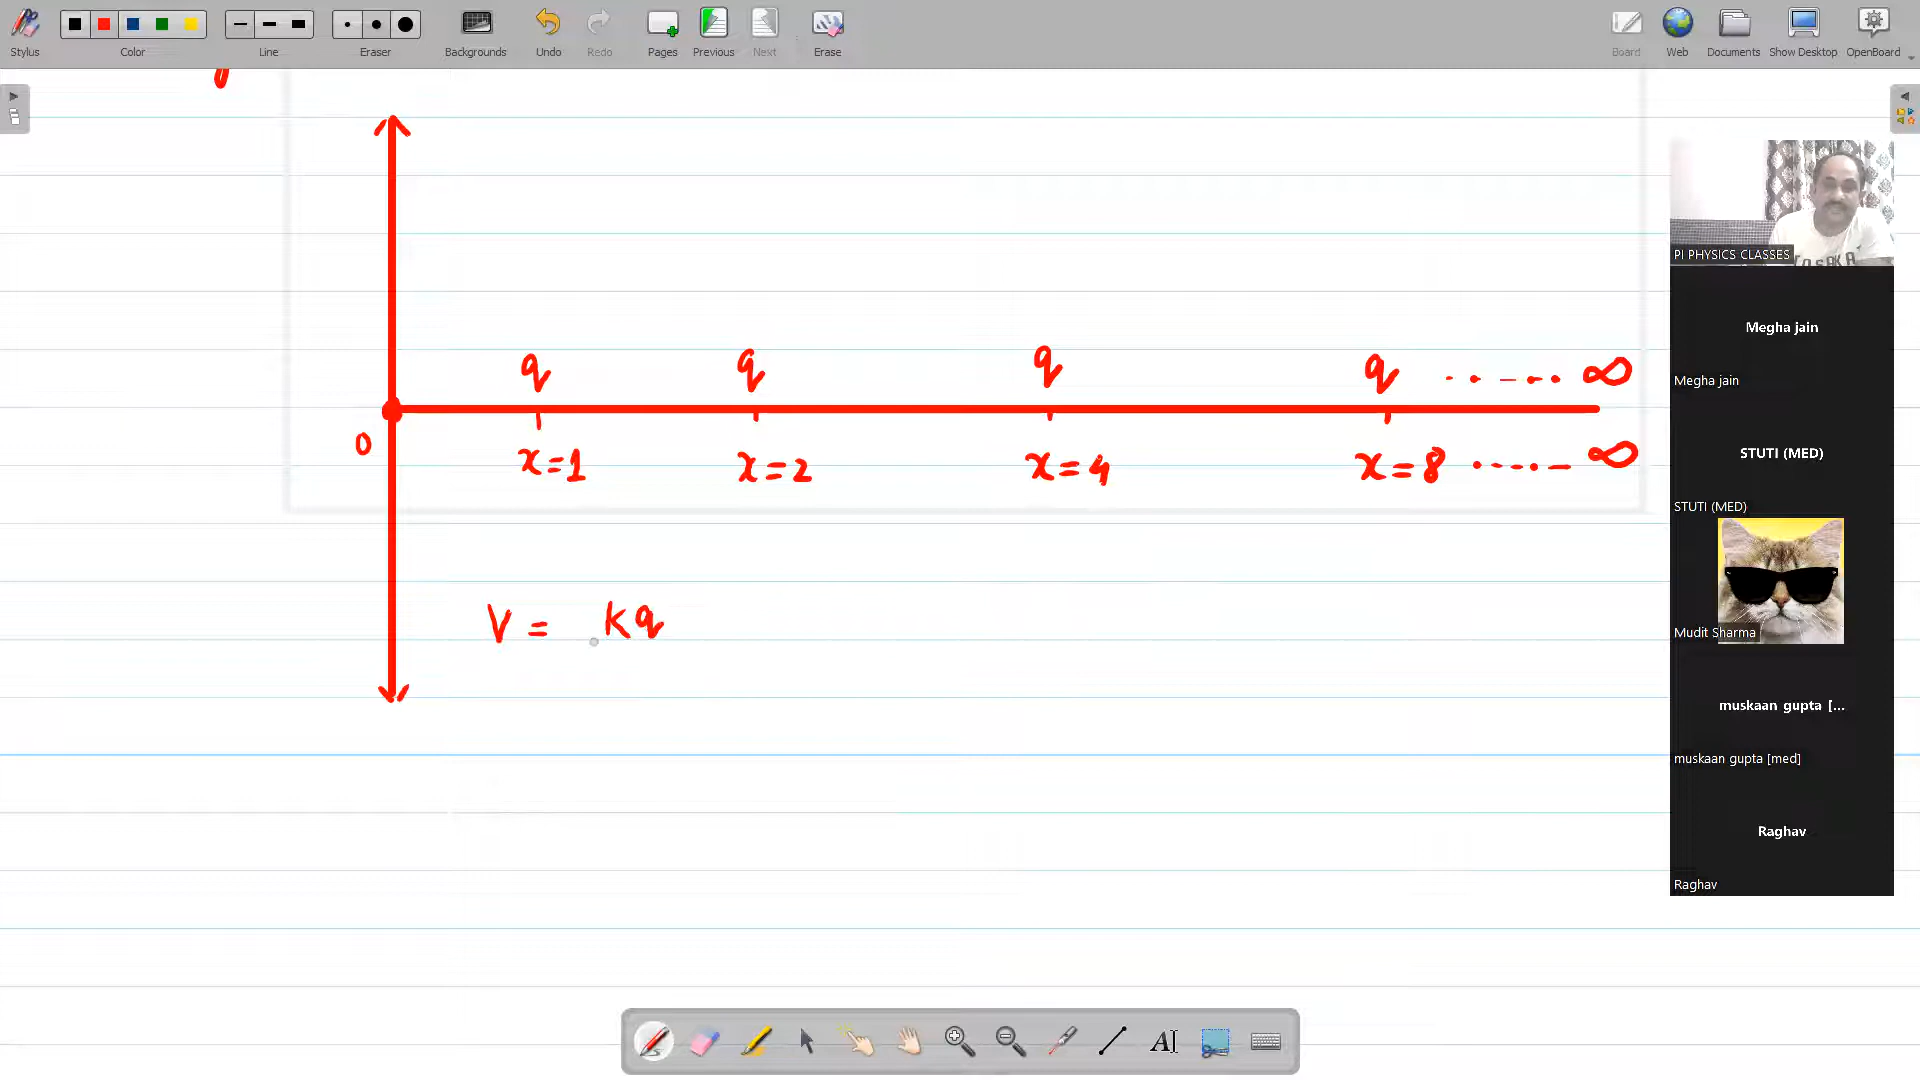 Stylus
Color
Line
Eraser
Backgrounds
Undo
Redo
Pages
Previous
Next
Erase
Board
Web
Documents
Show Desktop
OpenBoard
q q q q ..... ∞
0
x=1 x=2 x=4 x=8 ..... ∞
V = Kq
PI PHYSICS CLASSES
TOSAKA
Megha jain
Megha jain
STUTI (MED)
STUTI (MED)
Mudit Sharma
muskaan gupta [...
muskaan gupta [med]
Raghav
Raghav